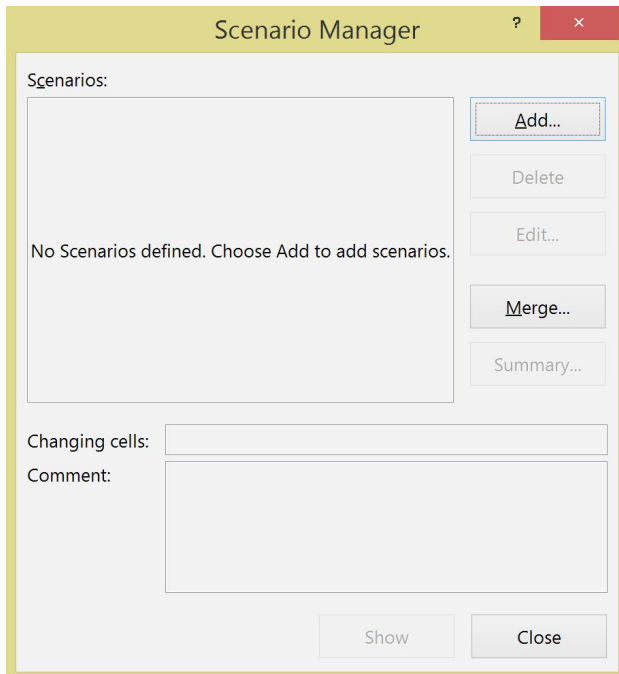 Scenario Manager
?
×
Scenarios:
Add...
Delete
No Scenarios defined. Choose Add to add scenarios.
Edit...
Merge...
Summary...
Changing cells:
Comment:
Show
Close